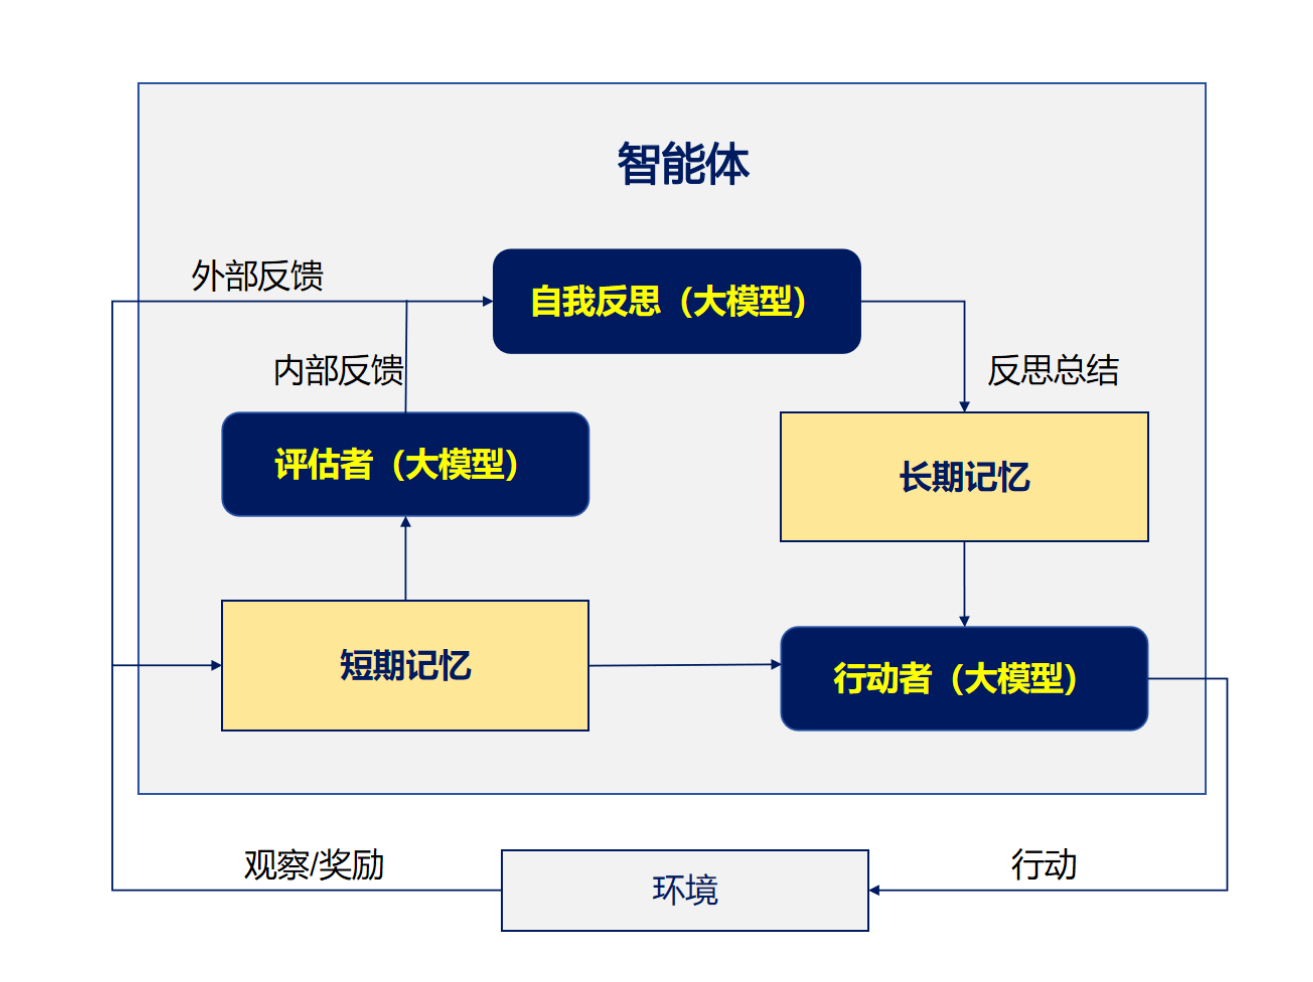 智能体
外部反馈
自我反思（大模型）
内部反馈
反思总结
评估者（大模型）
长期记忆
短期记忆
行动者（大模型）
观察/奖励
环境
行动